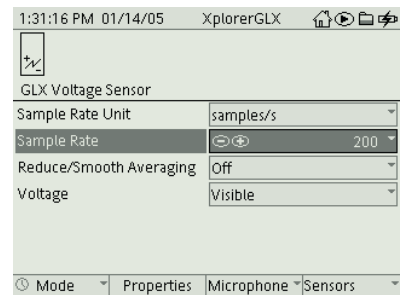 1:31:16 PM 01/14/05 XplorerGLX
GLX Voltage Sensor
Sample Rate Unit samples/s
Sample Rate 200
Reduce/Smooth Averaging Off
Voltage Visible
Mode Properties Microphone Sensors